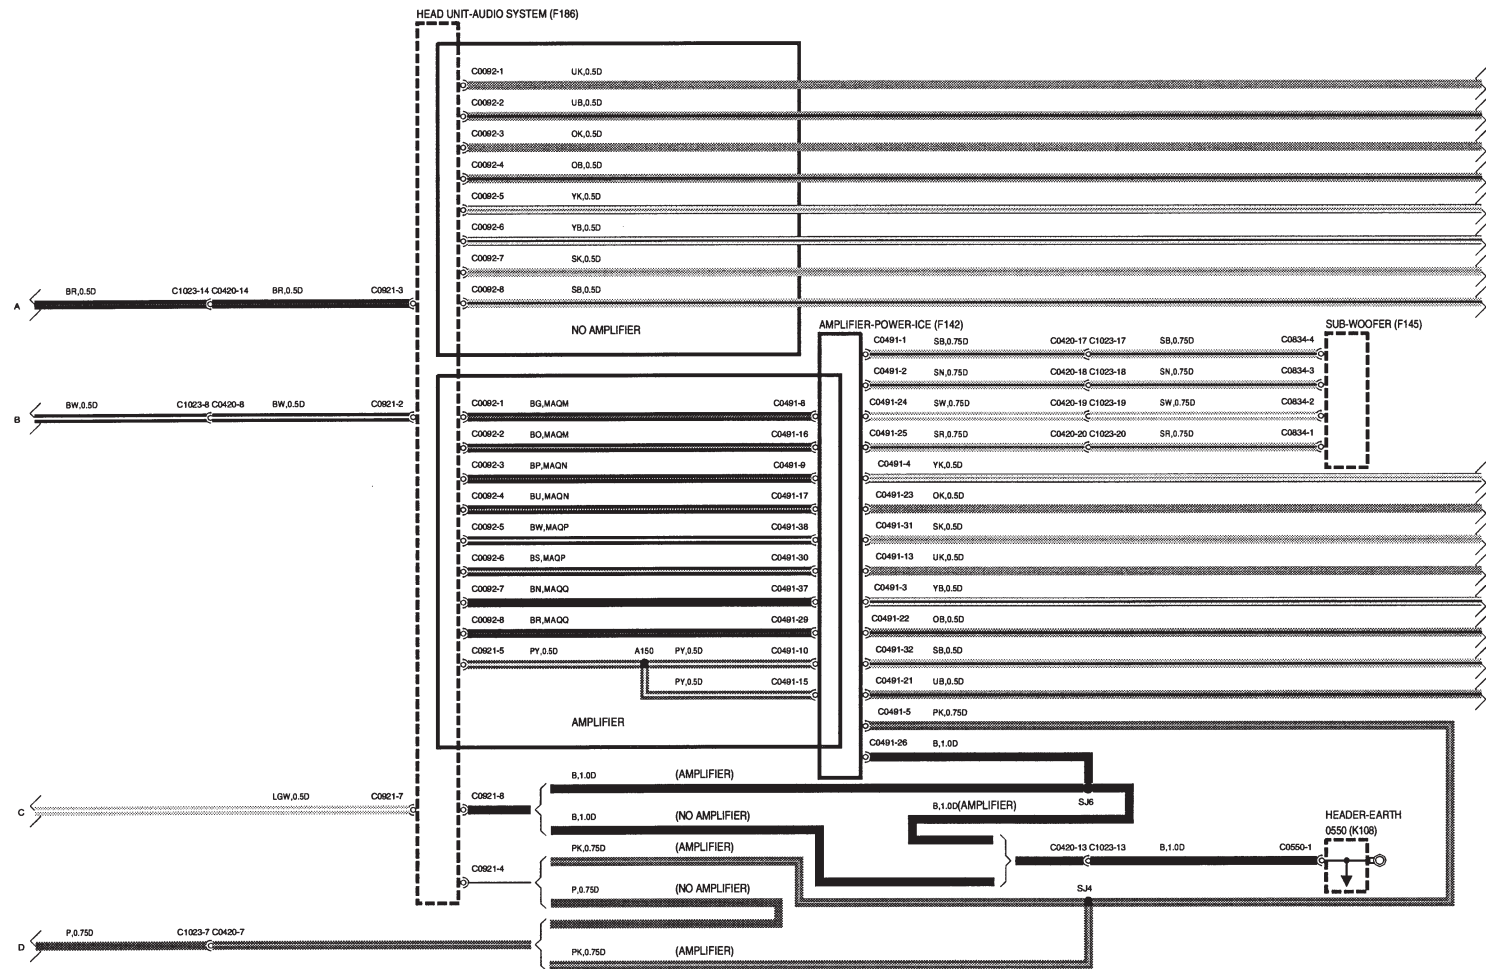 HEAD UNIT-AUDIO SYSTEM (F186)
C0092-1 UK,0.5D
C0092-2 UB,0.5D
C0092-3 OK,0.5D
C0092-4 OB,0.5D
C0092-5 YK,0.5D
C0092-6 YB,0.5D
C0092-7 SK,0.5D
C0092-8 SB,0.5D
NO AMPLIFIER
A BR,0.5D C1023-14 C0420-14 BR,0.5D C0921-3
B BW,0.5D C1023-8 C0420-8 BW,0.5D C0921-2
AMPLIFIER-POWER-ICE (F142)
SUB-WOOFER (F145)
C0491-1 SB,0.75D C0420-17 C1023-17 SB,0.75D C0834-4
C0491-2 SN,0.75D C0420-18 C1023-18 SN,0.75D C0834-3
C0491-24 SW,0.75D C0420-19 C1023-19 SW,0.75D C0834-2
C0491-25 SR,0.75D C0420-20 C1023-20 SR,0.75D C0834-1
C0092-1 BG,MAQM C0491-8
C0092-2 BO,MAQM C0491-16
C0092-3 BP,MAQN C0491-9
C0092-4 BU,MAQN C0491-17
C0092-5 BW,MAQP C0491-38
C0092-6 BS,MAQP C0491-30
C0092-7 BN,MAQQ C0491-37
C0092-8 BR,MAQQ C0491-29
C0921-5 PY,0.5D A150 PY,0.5D C0491-10
PY,0.5D C0491-15
AMPLIFIER
C0491-4 YK,0.5D
C0491-23 OK,0.5D
C0491-31 SK,0.5D
C0491-13 UK,0.5D
C0491-3 YB,0.5D
C0491-22 OB,0.5D
C0491-32 SB,0.5D
C0491-21 UB,0.5D
C0491-5 PK,0.75D
C0491-26 B,1.0D
C LGW,0.5D C0921-7
C0921-8 B,1.0D (AMPLIFIER)
SJ6
B,1.0D (NO AMPLIFIER)
B,1.0D(AMPLIFIER)
HEADER-EARTH
0550 (K108)
C0420-13 C1023-13 B,1.0D C0550-1
C0921-4 PK,0.75D (AMPLIFIER)
P,0.75D (NO AMPLIFIER)
SJ4
D P,0.75D C1023-7 C0420-7
PK,0.75D (AMPLIFIER)